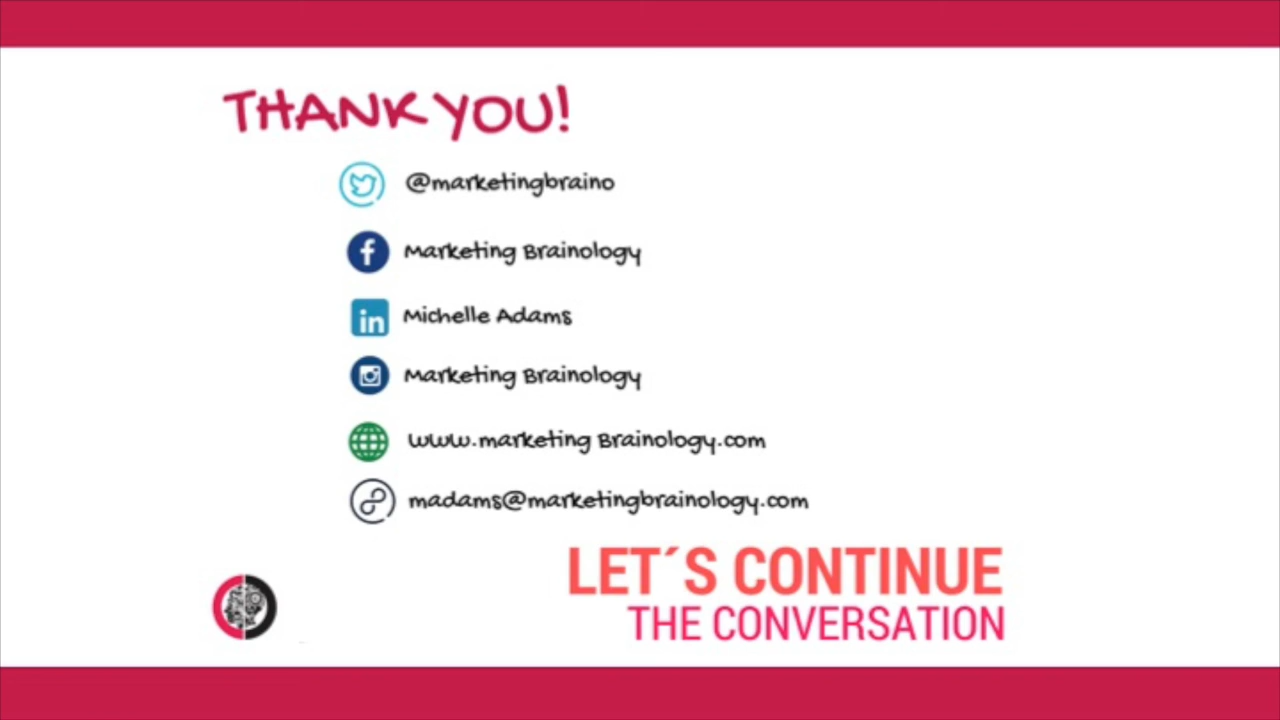 THANK YOU!
@marketingbraino
Marketing Brainology
in Michelle Adams
Marketing Brainology
www.marketing Brainology.com
madams@marketingbrainology.com
LET´S CONTINUE
THE CONVERSATION